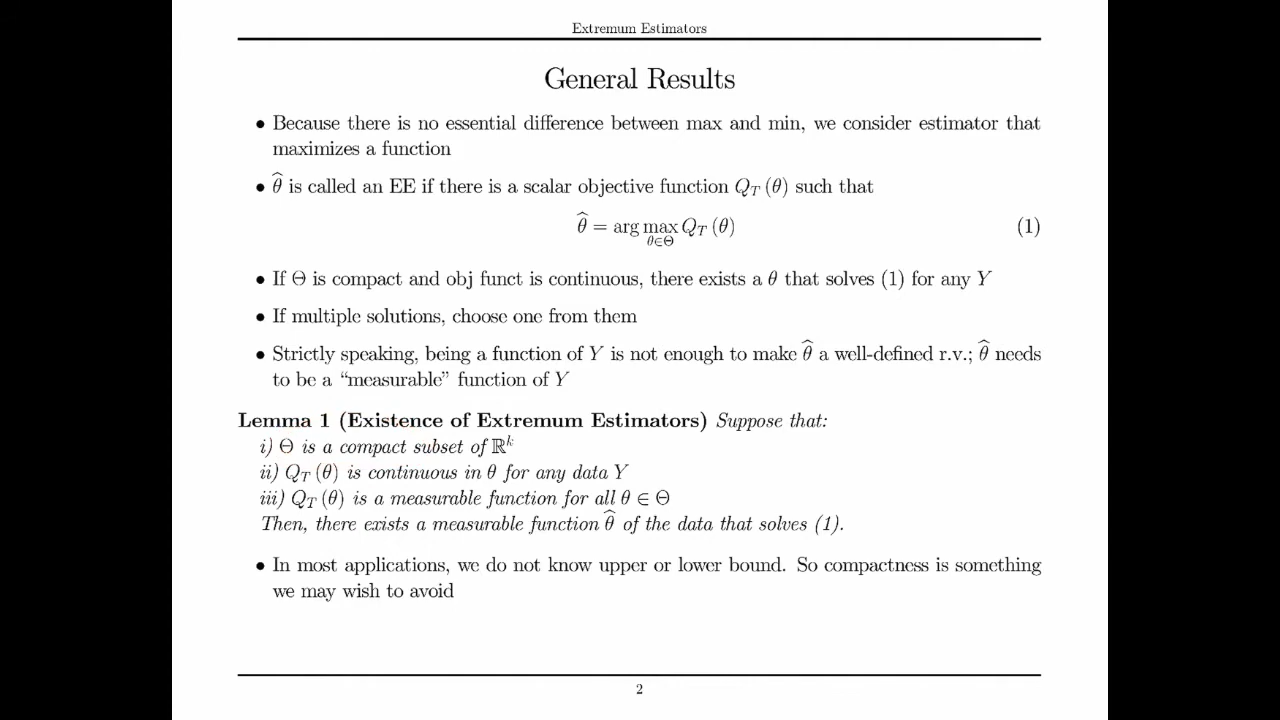 Extremum Estimators
General Results
• Because there is no essential difference between max and min, we consider estimator that
maximizes a function
• θ̂ is called an EE if there is a scalar objective function Q_T (θ) such that
θ̂ = arg max Q_T (θ) (1)
θ∈Θ
• If Θ is compact and obj funct is continuous, there exists a θ that solves (1) for any Y
• If multiple solutions, choose one from them
• Strictly speaking, being a function of Y is not enough to make θ̂ a well-defined r.v.; θ̂ needs
to be a “measurable” function of Y
Lemma 1 (Existence of Extremum Estimators) Suppose that:
i) Θ is a compact subset of ℝᵏ
ii) Q_T (θ) is continuous in θ for any data Y
iii) Q_T (θ) is a measurable function for all θ ∈ Θ
Then, there exists a measurable function θ̂ of the data that solves (1).
• In most applications, we do not know upper or lower bound. So compactness is something
we may wish to avoid
2